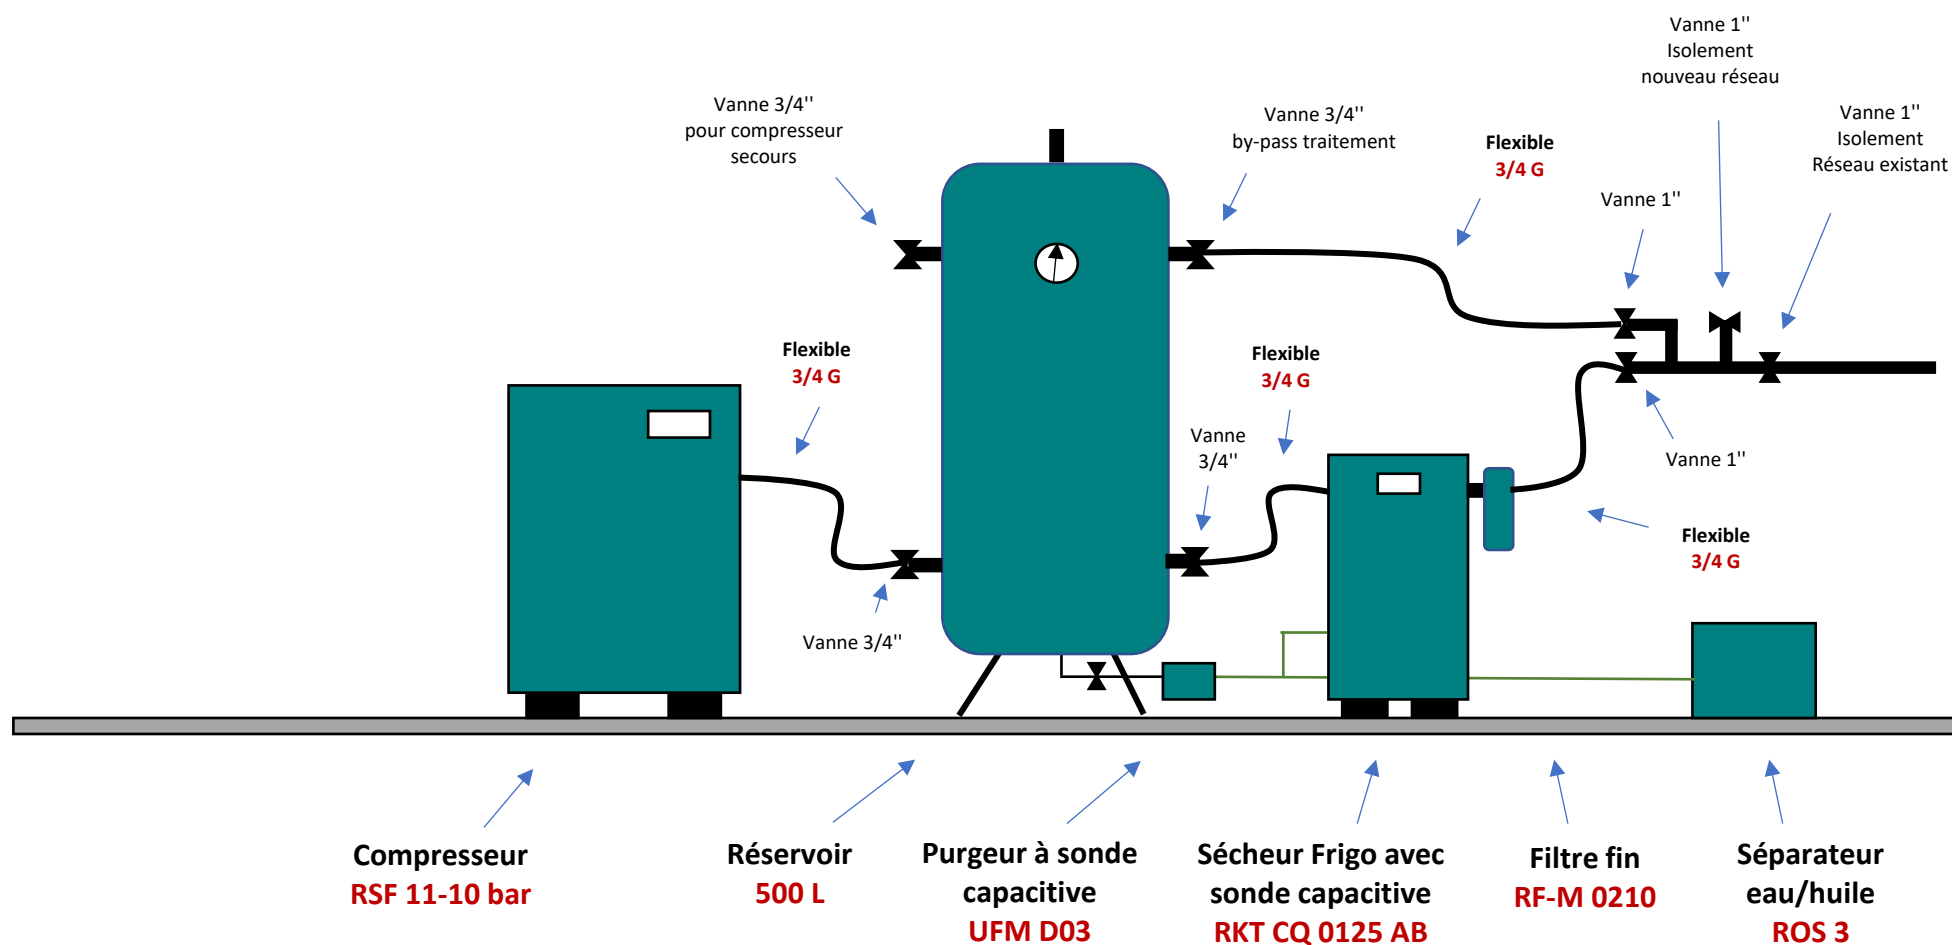 Vanne 1''
Isolement
nouveau réseau
Vanne 3/4''
pour compresseur
secours
Vanne 3/4''
by-pass traitement
Flexible
3/4 G
Vanne 1''
Isolement
Réseau existant
Vanne 1''
Flexible
3/4 G
Flexible
3/4 G
Vanne
3/4''
Vanne 1''
Flexible
3/4 G
Vanne 3/4''
Compresseur
RSF 11-10 bar
Réservoir
500 L
Purgeur à sonde
capacitive
UFM D03
Sécheur Frigo avec
sonde capacitive
RKT CQ 0125 AB
Filtre fin
RF-M 0210
Séparateur
eau/huile
ROS 3